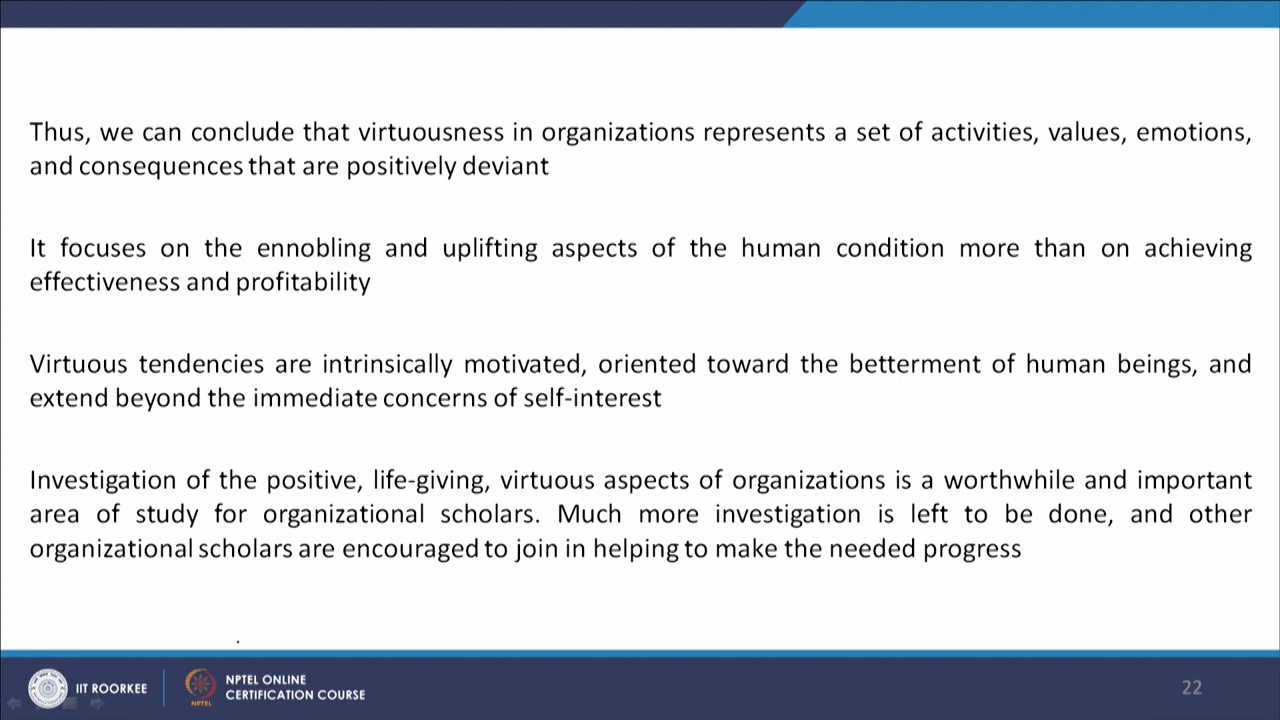 Thus, we can conclude that virtuousness in organizations represents a set of activities, values, emotions,
and consequences that are positively deviant
It focuses on the ennobling and uplifting aspects of the human condition more than on achieving
effectiveness and profitability
Virtuous tendencies are intrinsically motivated, oriented toward the betterment of human beings, and
extend beyond the immediate concerns of self-interest
Investigation of the positive, life-giving, virtuous aspects of organizations is a worthwhile and important
area of study for organizational scholars. Much more investigation is left to be done, and other
organizational scholars are encouraged to join in helping to make the needed progress
.
IIT ROORKEE
NPTEL
NPTEL ONLINE
CERTIFICATION COURSE
22